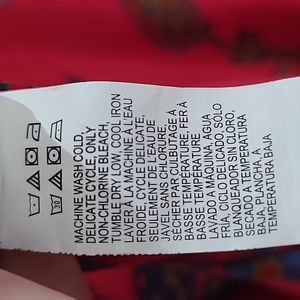 MACHINE WASH COLD,
DELICATE CYCLE, ONLY
NON-CHLORINE BLEACH,
TUMBLE DRY LOW, COOL IRON
LAVER À LA MACHINE À L'EAU
FROIDE, CYCLE DÉLICATE,
SEULEMENT DE L'EAU DE
JAVEL SANS CHLORURE,
SÉCHER PAR CULBUTAGE À
BASSE TEMPÉRATURE, FER À
BASSE TEMPÉRATURE
LAVADO A MÁQUINA, AGUA
FRÍA, CICLO DELICADO, SÓLO
BLANQUEADOR SIN CLORO,
SECADO A TEMPERATURA
BAJA, PLANCHA A
TEMPERATURA BAJA